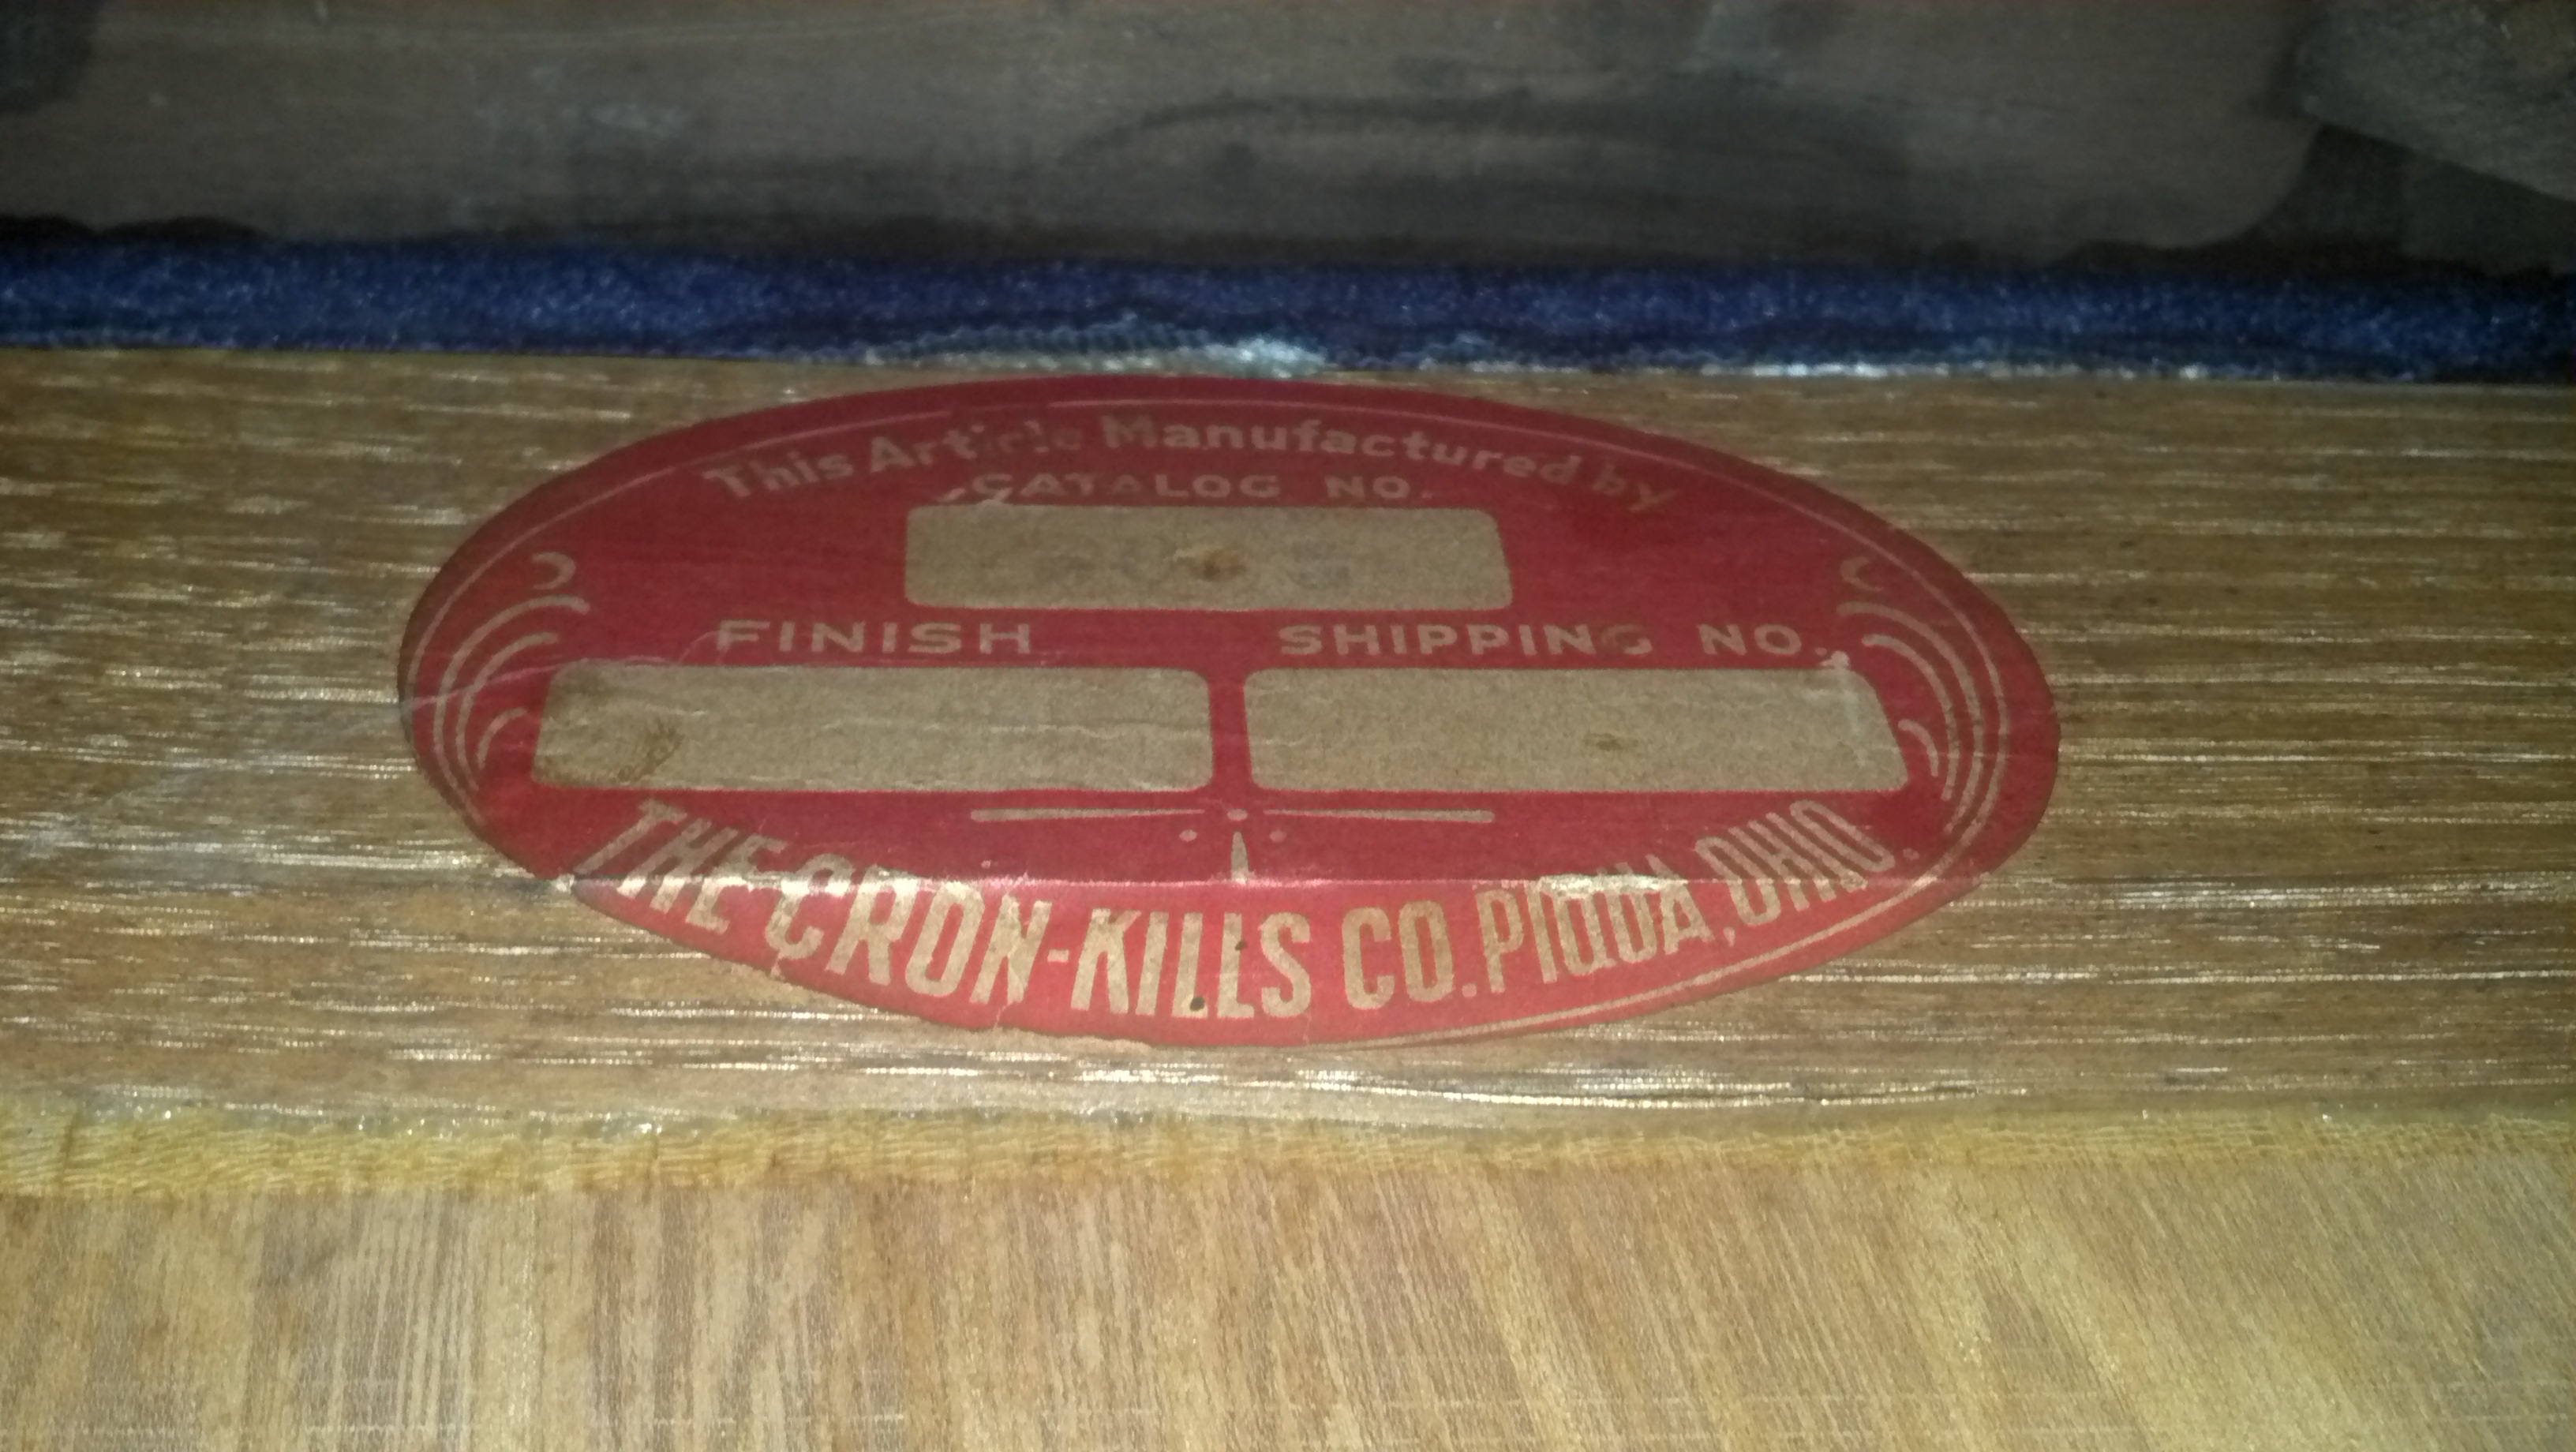 This Article Manufactured by
CATALOG NO.
FINISH
SHIPPING NO.
THE CRON-KILLS CO. PIQUA, OHIO.